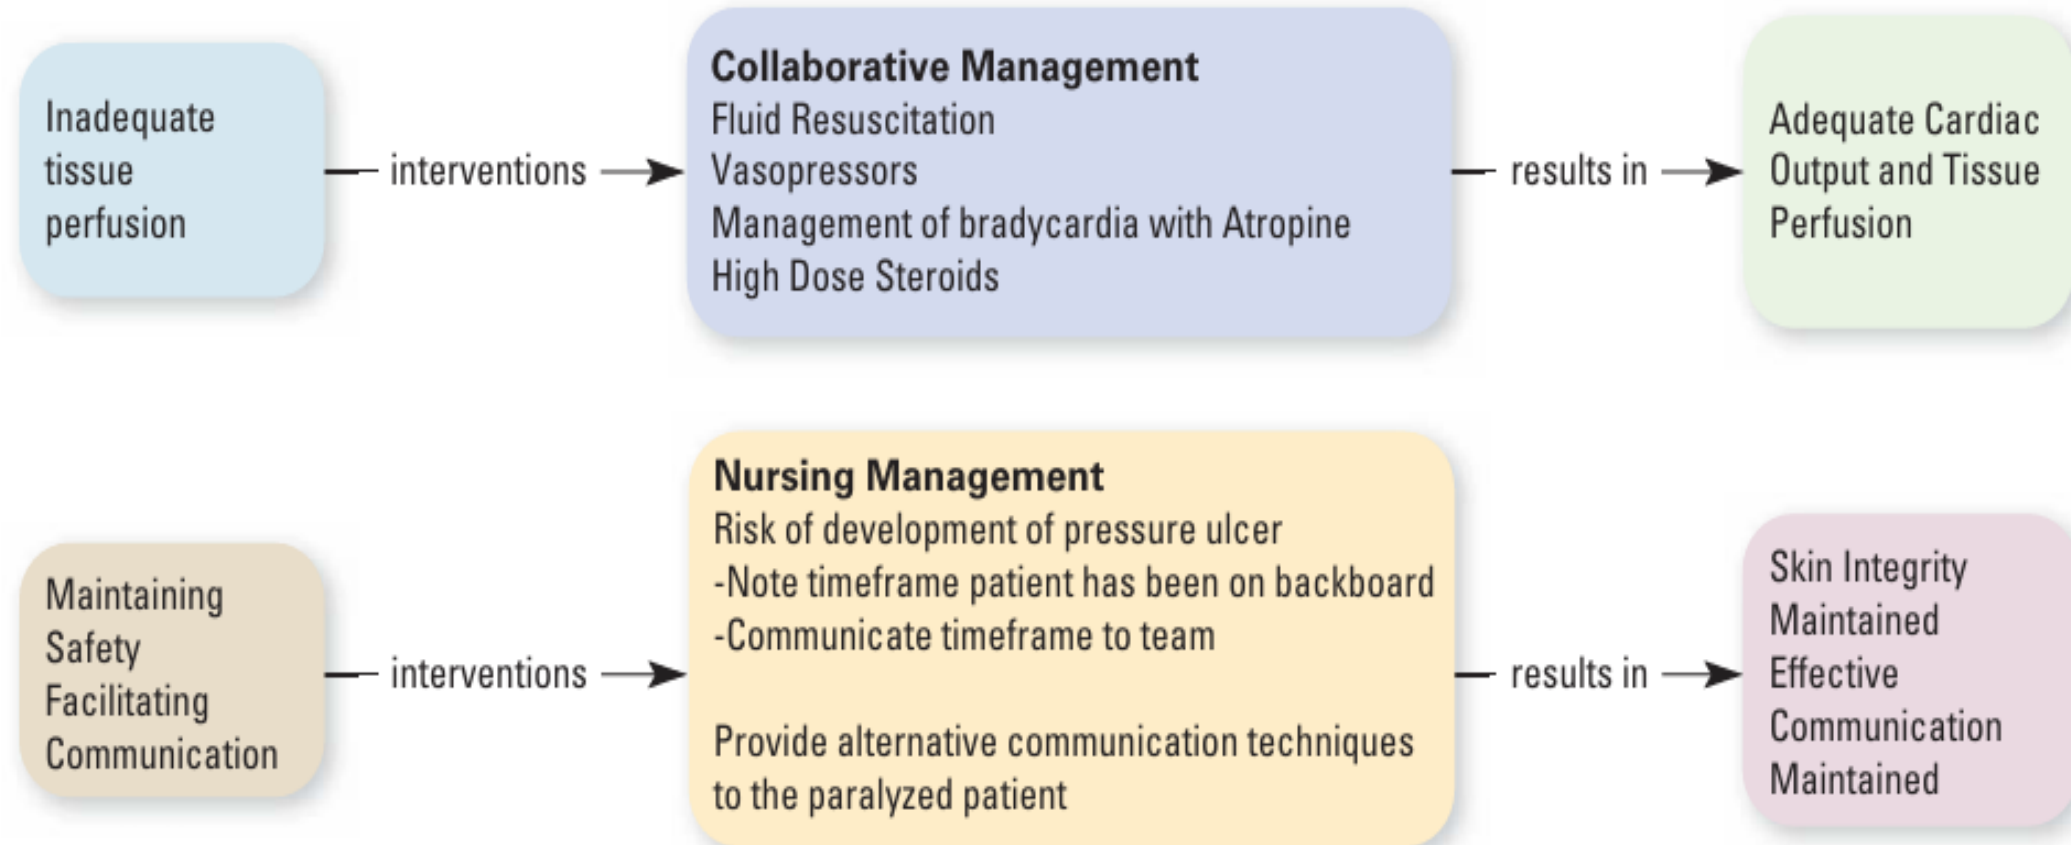 Inadequate
tissue
perfusion
interventions
Collaborative Management
Fluid Resuscitation
Vasopressors
Management of bradycardia with Atropine
High Dose Steroids
results in
Adequate Cardiac
Output and Tissue
Perfusion
Maintaining
Safety
Facilitating
Communication
interventions
Nursing Management
Risk of development of pressure ulcer
-Note timeframe patient has been on backboard
-Communicate timeframe to team
Provide alternative communication techniques
to the paralyzed patient
results in
Skin Integrity
Maintained
Effective
Communication
Maintained